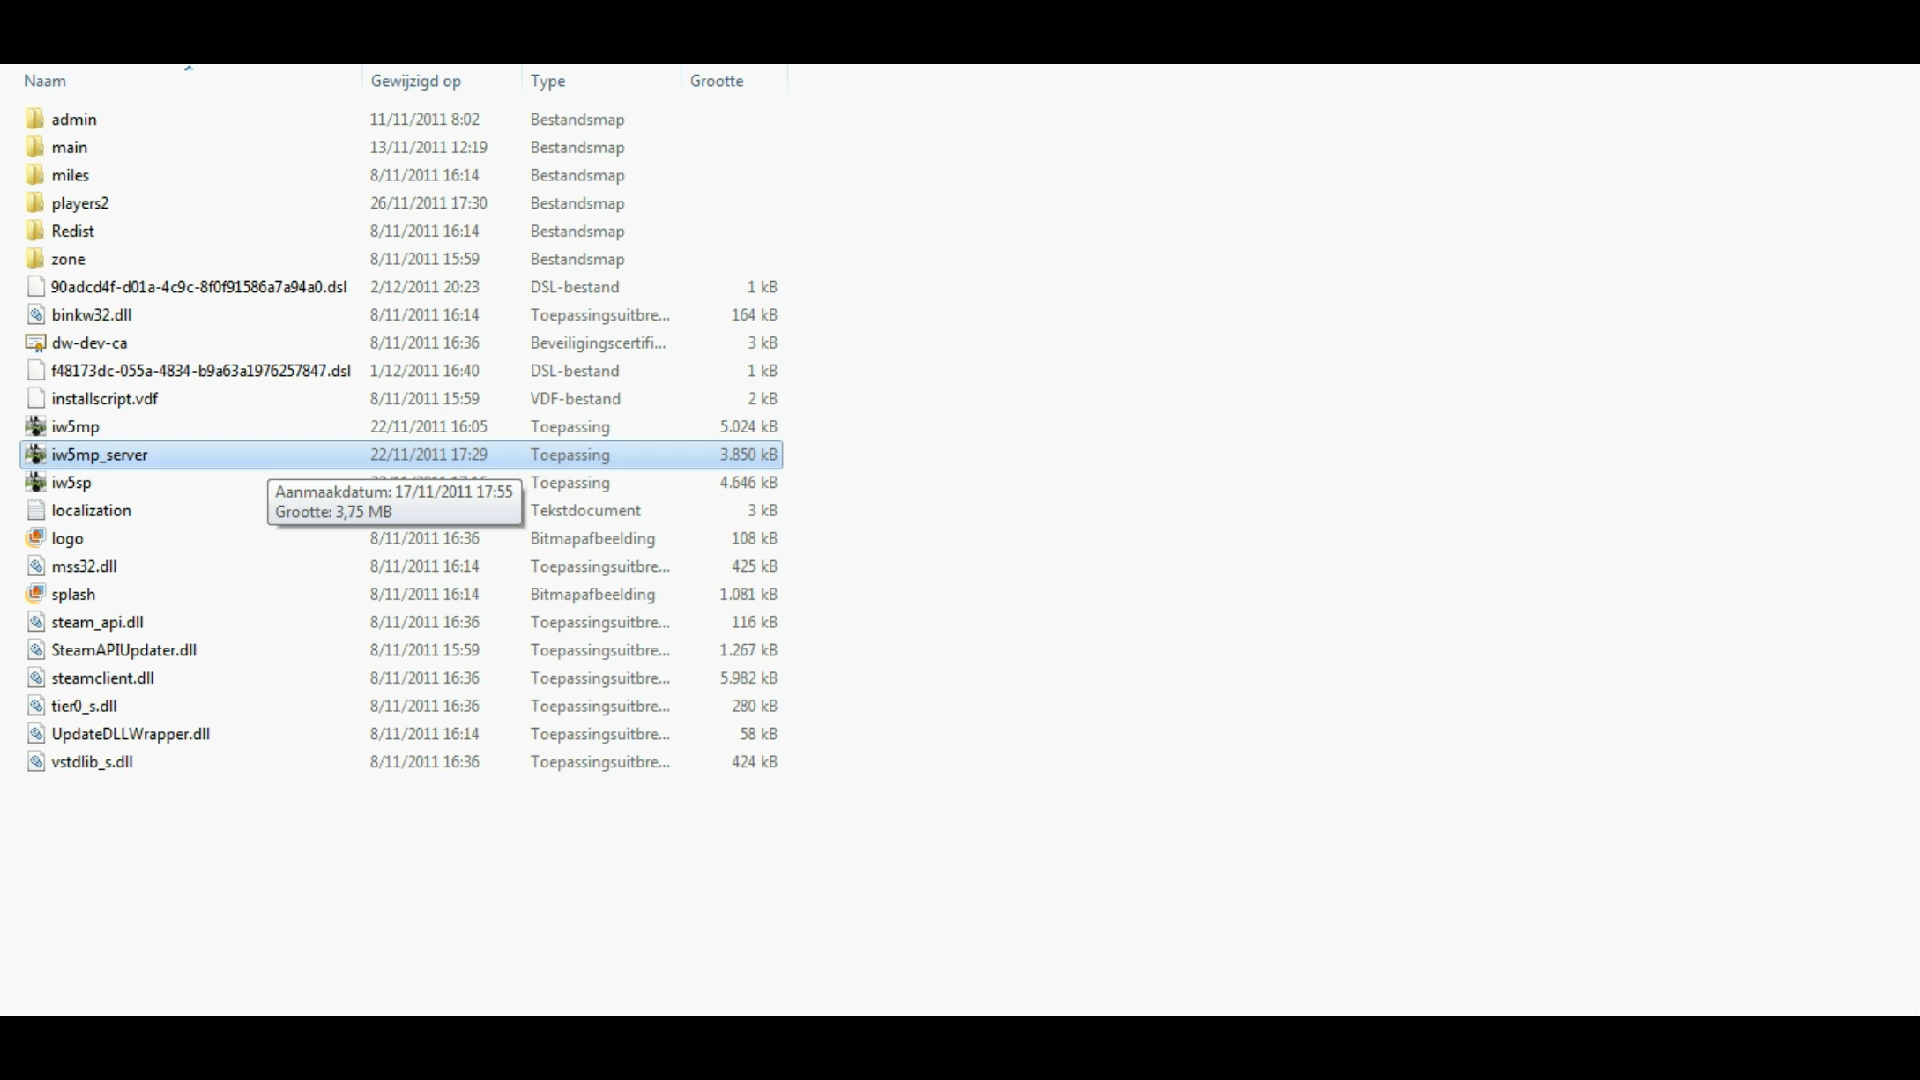 Naam Gewijzigd op Type Grootte
admin 11/11/2011 8:02 Bestandsmap
main 13/11/2011 12:19 Bestandsmap
miles 8/11/2011 16:14 Bestandsmap
players2 26/11/2011 17:30 Bestandsmap
Redist 8/11/2011 16:14 Bestandsmap
zone 8/11/2011 15:59 Bestandsmap
90adcd4f-d01a-4c9c-8f0f91586a7a94a0.dsl 2/12/2011 20:23 DSL-bestand 1 kB
binkw32.dll 8/11/2011 16:14 Toepassingsuitbre... 164 kB
dw-dev-ca 8/11/2011 16:36 Beveiligingscertifi... 3 kB
f48173dc-055a-4834-b9a63a1976257847.dsl 1/12/2011 16:40 DSL-bestand 1 kB
installscript.vdf 8/11/2011 15:59 VDF-bestand 2 kB
iw5mp 22/11/2011 16:05 Toepassing 5.024 kB
iw5mp_server 22/11/2011 17:29 Toepassing 3.850 kB
iw5sp Toepassing 4.646 kB
Aanmaakdatum: 17/11/2011 17:55
Grootte: 3,75 MB
localization Tekstdocument 3 kB
logo 8/11/2011 16:36 Bitmapafbeelding 108 kB
mss32.dll 8/11/2011 16:14 Toepassingsuitbre... 425 kB
splash 8/11/2011 16:14 Bitmapafbeelding 1.081 kB
steam_api.dll 8/11/2011 16:36 Toepassingsuitbre... 116 kB
SteamAPIUpdater.dll 8/11/2011 15:59 Toepassingsuitbre... 1.267 kB
steamclient.dll 8/11/2011 16:36 Toepassingsuitbre... 5.982 kB
tier0_s.dll 8/11/2011 16:36 Toepassingsuitbre... 280 kB
UpdateDLLWrapper.dll 8/11/2011 16:14 Toepassingsuitbre... 58 kB
vstdlib_s.dll 8/11/2011 16:36 Toepassingsuitbre... 424 kB